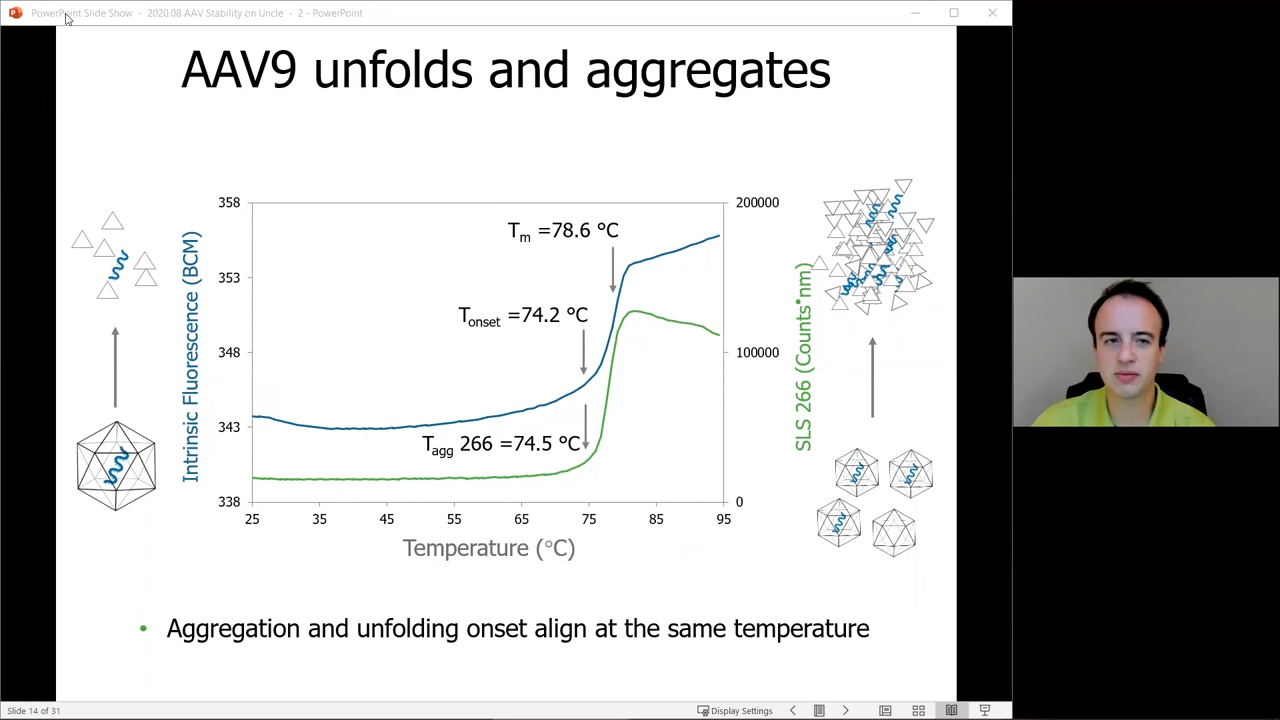 PowerPoint Slide Show - 2020.08 AAV Stability on Uncle - 2 - PowerPoint
AAV9 unfolds and aggregates
358
353
348
343
338
Intrinsic Fluorescence (BCM)
Tm =78.6 °C
Tonset =74.2 °C
Tagg 266 =74.5 °C
200000
100000
0
SLS 266 (Counts•nm)
25 35 45 55 65 75 85 95
Temperature (°C)
• Aggregation and unfolding onset align at the same temperature
Slide 14 of 31
Display Settings